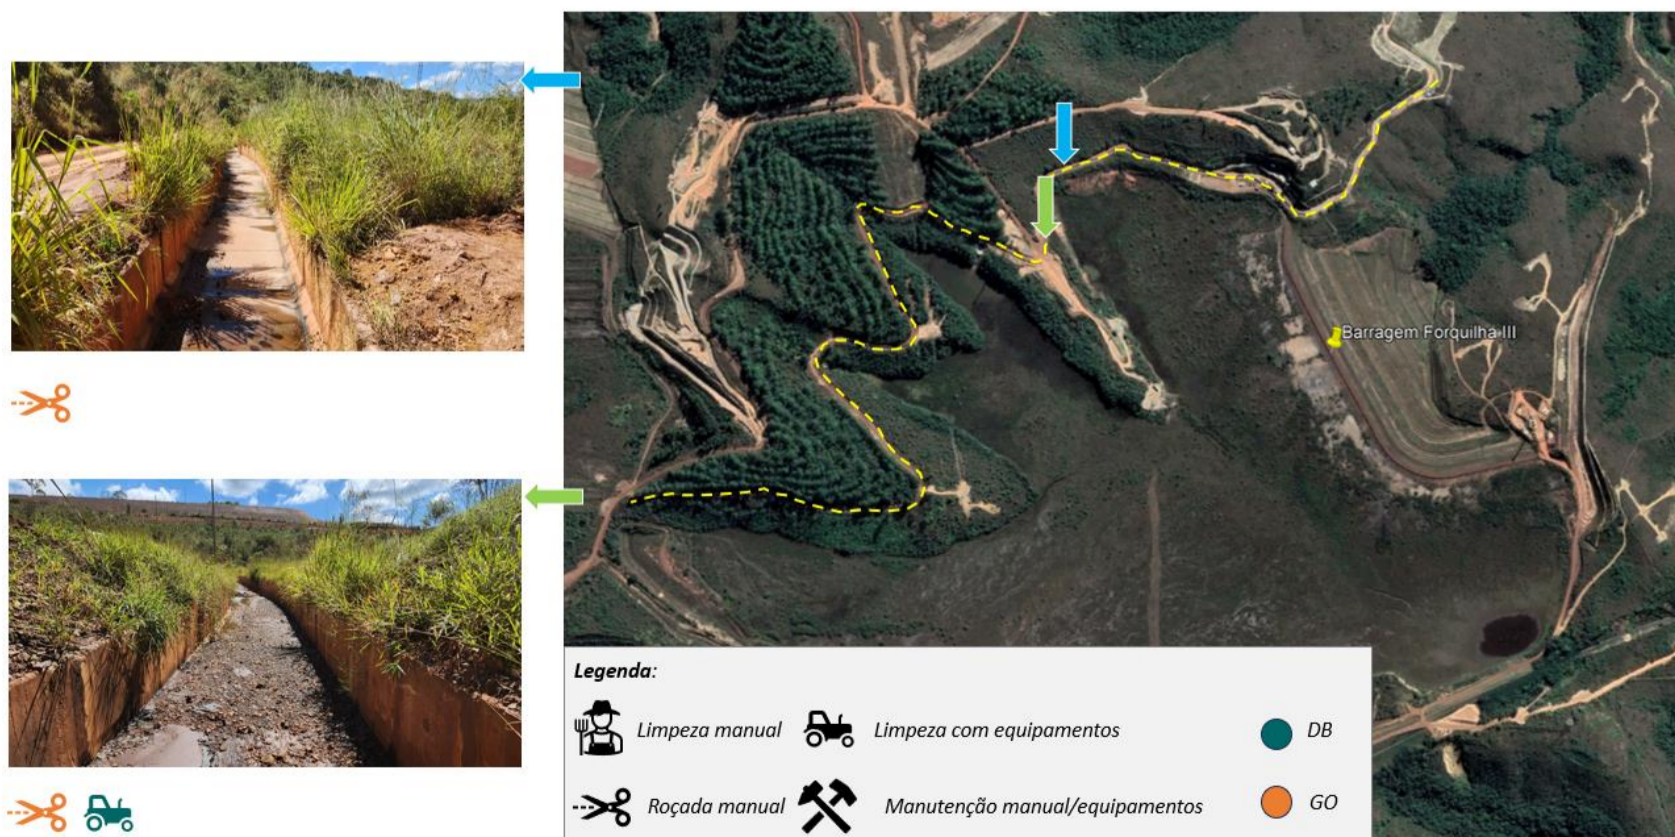 Barragem Forquilha III
Legenda:
Limpeza manual
Limpeza com equipamentos
DB
Roçada manual
Manutenção manual/equipamentos
GO